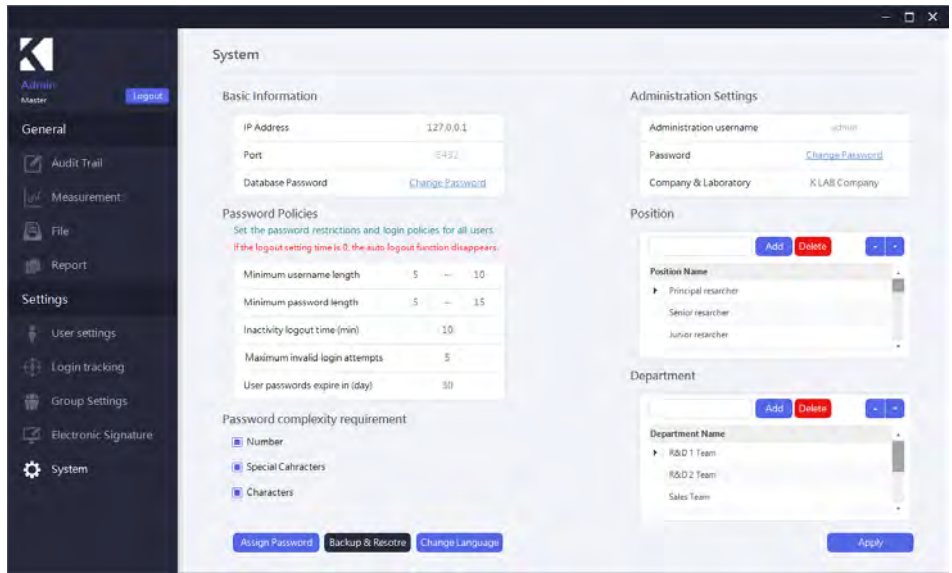 Admin
Master
Logout
General
Audit Trail
Measurement
File
Report
Settings
User settings
Login tracking
Group Settings
Electronic Signature
System
System
Basic Information
IP Address 127.0.0.1
Port 5432
Database Password Change Password
Password Policies
Set the password restrictions and login policies for all users.
If the logout setting time is 0, the auto logout function disappears.
Minimum username length 5 ~ 10
Minimum password length 5 ~ 15
Inactivity logout time (min) 10
Maximum invalid login attempts 5
User passwords expire in (day) 50
Password complexity requirement
Number
Special Cahracters
Characters
Assign Password Backup & Resotre Change Language
Administration Settings
Administration username admin
Password Change Password
Company & Laboratory K LAB Company
Position
Add Delete
Position Name
Principal resarcher
Senior resarcher
Junior resarcher
Department
Add Delete
Department Name
R&D 1 Team
R&D 2 Team
Sales Team
Apply